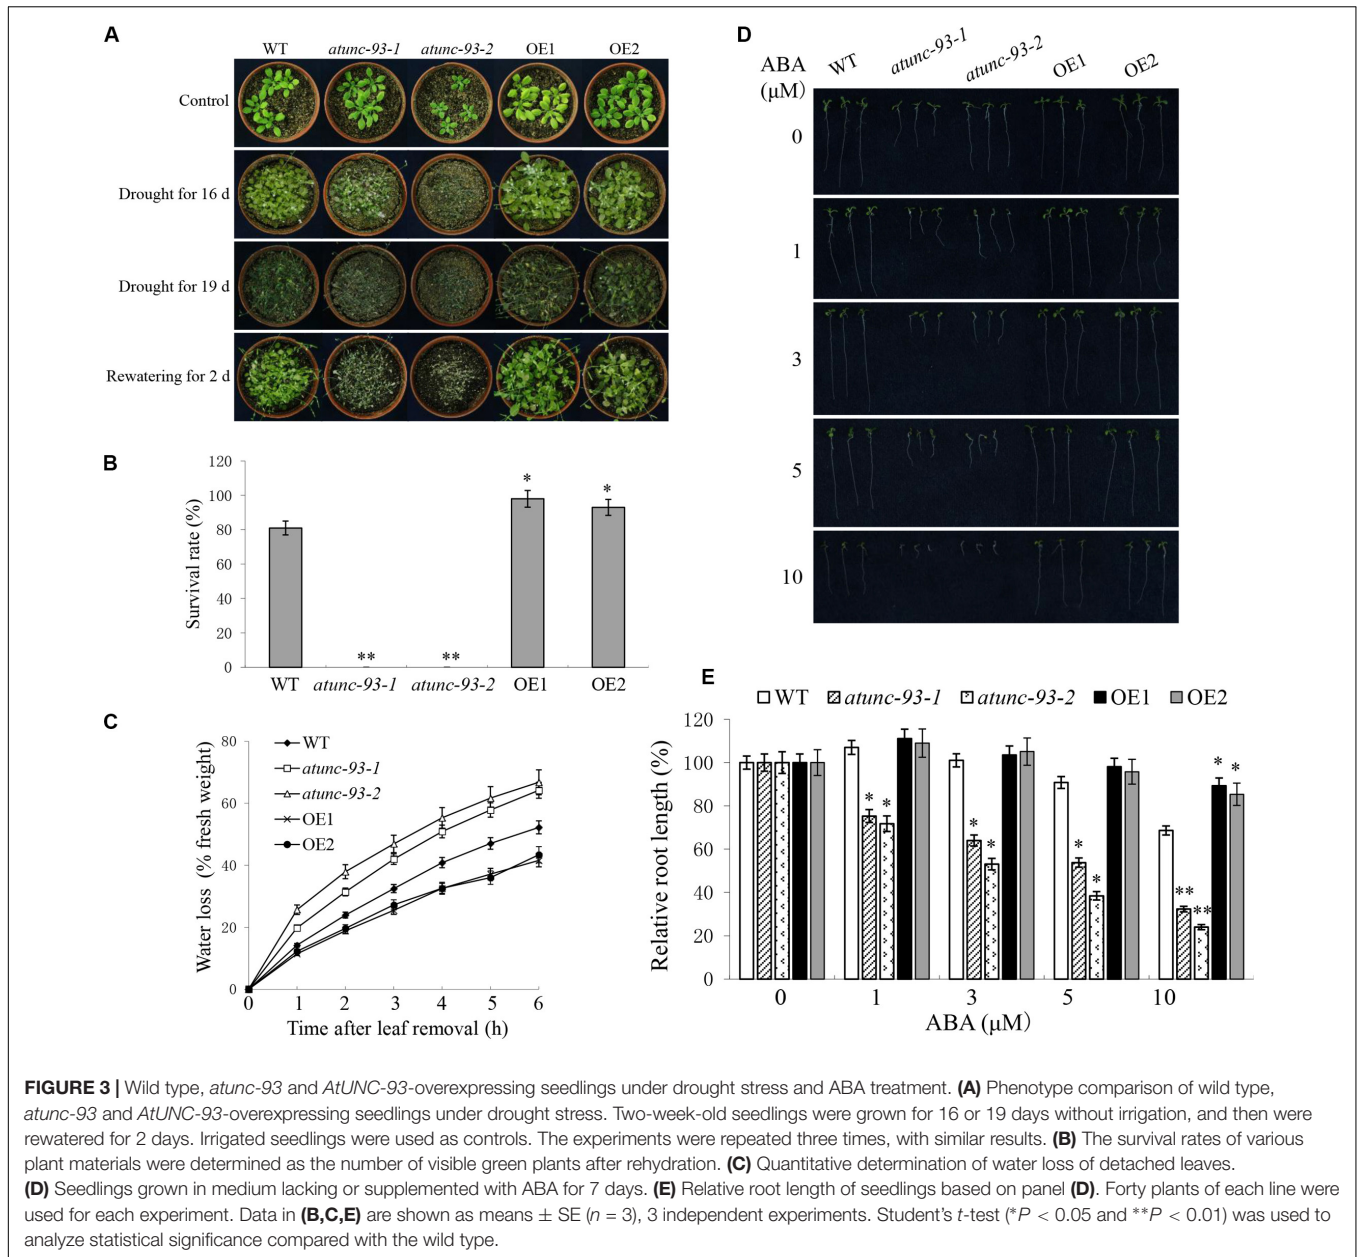 A
WT atunc-93-1 atunc-93-2 OE1 OE2
Control
Drought for 16 d
Drought for 19 d
Rewatering for 2 d
B
120
100
80
60
40
20
0
Survival rate (%)
** ** * *
WT atunc-93-1 atunc-93-2 OE1 OE2
C
80
60
40
20
0
Water loss (% fresh weight)
WT
atunc-93-1
atunc-93-2
OE1
OE2
0 1 2 3 4 5 6
Time after leaf removal (h)
D
ABA
(μM)
WT atunc-93-1 atunc-93-2 OE1 OE2
0
1
3
5
10
E
WT atunc-93-1 atunc-93-2 OE1 OE2
120
100
80
60
40
20
0
Relative root length (%)
* * * * * * ** ** * *
0 1 3 5 10
ABA (μM)
FIGURE 3 | Wild type, atunc-93 and AtUNC-93-overexpressing seedlings under drought stress and ABA treatment. (A) Phenotype comparison of wild type,
atunc-93 and AtUNC-93-overexpressing seedlings under drought stress. Two-week-old seedlings were grown for 16 or 19 days without irrigation, and then were
rewatered for 2 days. Irrigated seedlings were used as controls. The experiments were repeated three times, with similar results. (B) The survival rates of various
plant materials were determined as the number of visible green plants after rehydration. (C) Quantitative determination of water loss of detached leaves.
(D) Seedlings grown in medium lacking or supplemented with ABA for 7 days. (E) Relative root length of seedlings based on panel (D). Forty plants of each line were
used for each experiment. Data in (B,C,E) are shown as means ± SE (n = 3), 3 independent experiments. Student's t-test (*P < 0.05 and **P < 0.01) was used to
analyze statistical significance compared with the wild type.